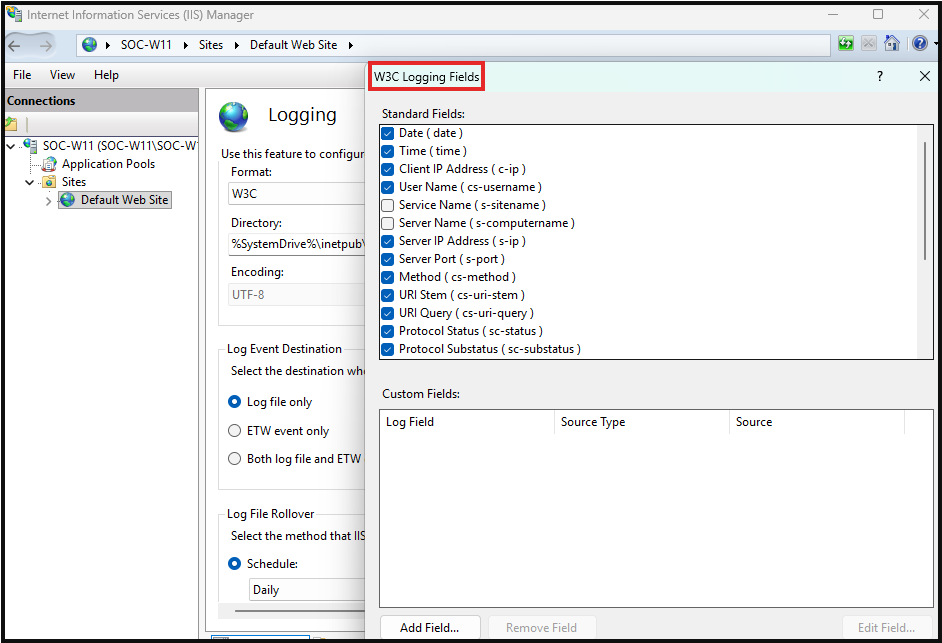 Internet Information Services (IIS) Manager
SOC-W11 Sites Default Web Site
File View Help
Connections
SOC-W11 (SOC-W11\SOC-W
Application Pools
Sites
Default Web Site
Logging
Use this feature to configur
Format:
W3C
Directory:
%SystemDrive%\inetpub\
Encoding:
UTF-8
Log Event Destination
Select the destination whe
Log file only
ETW event only
Both log file and ETW
Log File Rollover
Select the method that IIS
Schedule:
Daily
W3C Logging Fields
?
Standard Fields:
Date ( date )
Time ( time )
Client IP Address ( c-ip )
User Name ( cs-username )
Service Name ( s-sitename )
Server Name ( s-computername )
Server IP Address ( s-ip )
Server Port ( s-port )
Method ( cs-method )
URI Stem ( cs-uri-stem )
URI Query ( cs-uri-query )
Protocol Status ( sc-status )
Protocol Substatus ( sc-substatus )
Custom Fields:
Log Field Source Type Source
Add Field... Remove Field Edit Field...